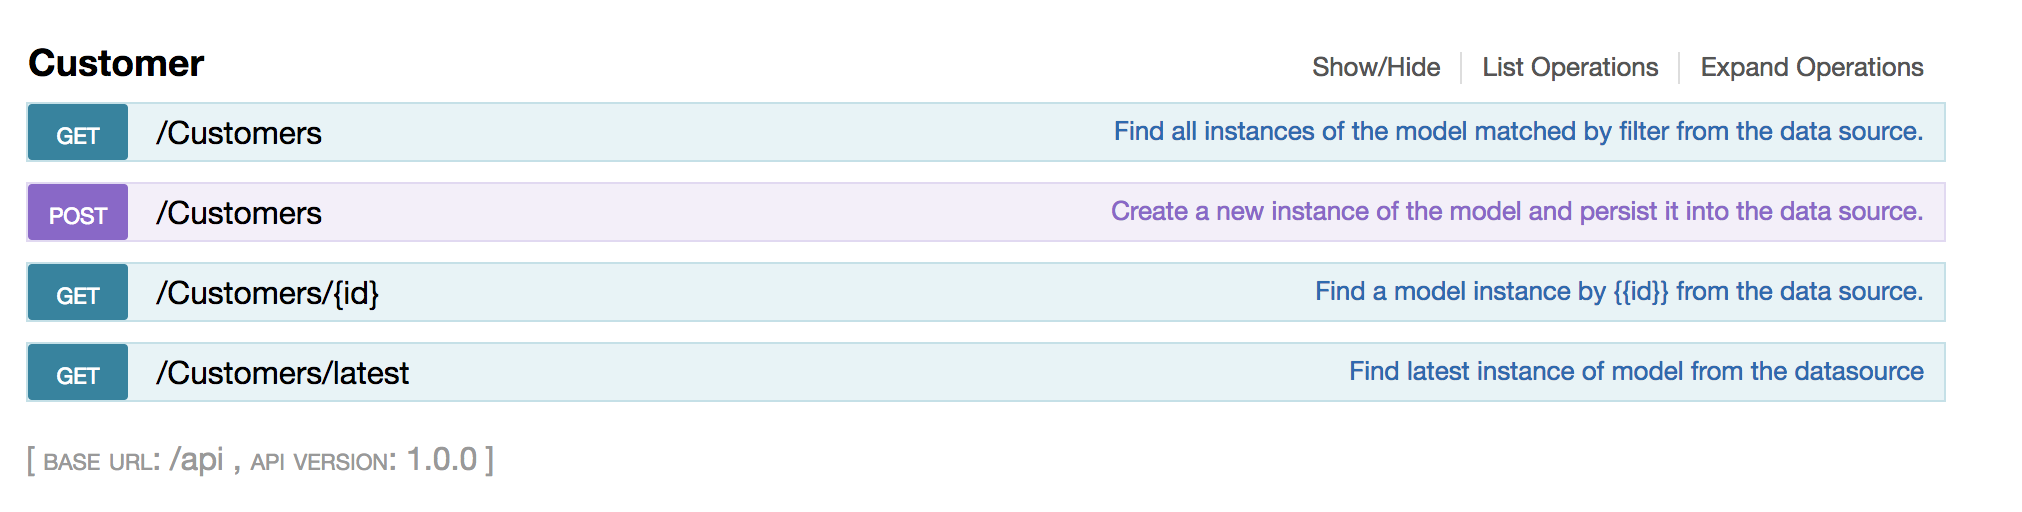 Customer Show/Hide List Operations Expand Operations
GET /Customers Find all instances of the model matched by filter from the data source.
POST /Customers Create a new instance of the model and persist it into the data source.
GET /Customers/{id} Find a model instance by {{id}} from the data source.
GET /Customers/latest Find latest instance of model from the datasource
[ BASE URL: /api , API VERSION: 1.0.0 ]